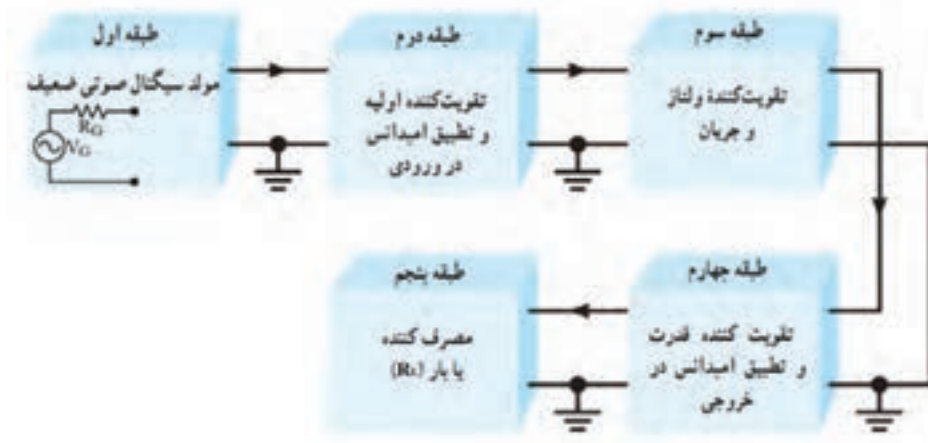 طبقه اول
مولد سیگنال صوتی ضعیف
RG
VG
طبقه دوم
تقویت‌کننده اولیه
و تطبیق امپدانس
در ورودی
طبقه سوم
تقویت‌کنندهٔ ولتاژ
و جریان
طبقه چهارم
تقویت کننده قدرت
و تطبیق امپدانس در
خروجی
طبقه پنجم
مصرف کننده
یا بار (RL)